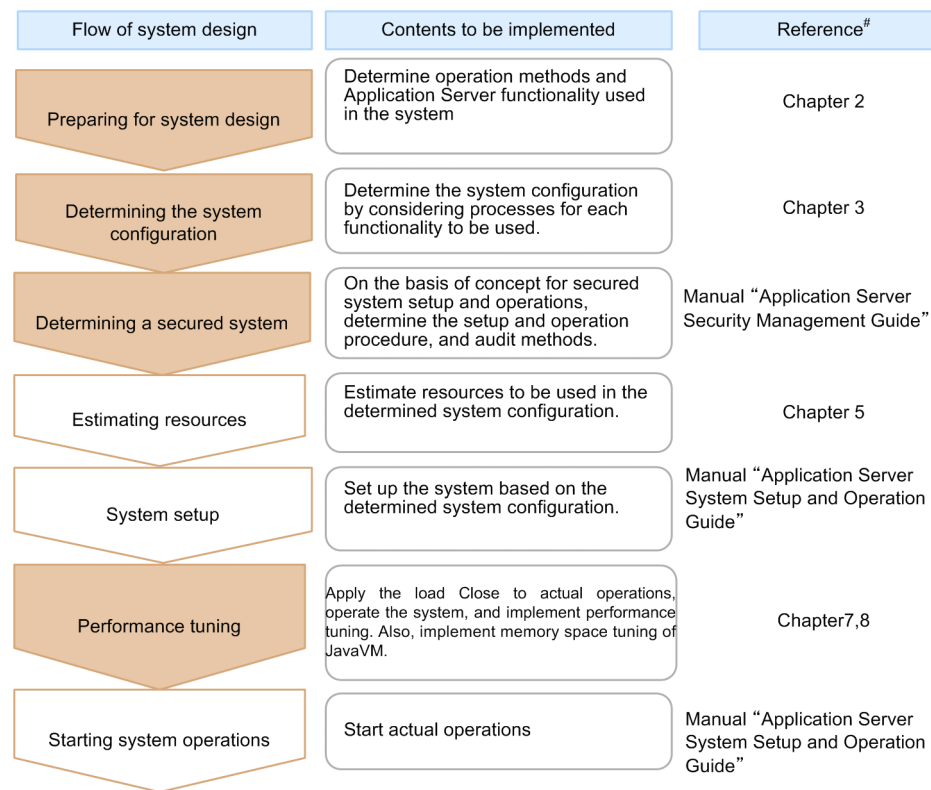 Flow of system design
Contents to be implemented
Reference#
Preparing for system design
Determine operation methods and
Application Server functionality used
in the system
Chapter 2
Determining the system
configuration
Determine the system configuration
by considering processes for each
functionality to be used.
Chapter 3
Determining a secured system
On the basis of concept for secured
system setup and operations,
determine the setup and operation
procedure, and audit methods.
Manual “Application Server
Security Management Guide”
Estimating resources
Estimate resources to be used in the
determined system configuration.
Chapter 5
System setup
Set up the system based on the
determined system configuration.
Manual “Application Server
System Setup and Operation
Guide”
Performance tuning
Apply the load Close to actual operations,
operate the system, and implement performance
tuning. Also, implement memory space tuning of
JavaVM.
Chapter7,8
Starting system operations
Start actual operations
Manual “Application Server
System Setup and Operation
Guide”